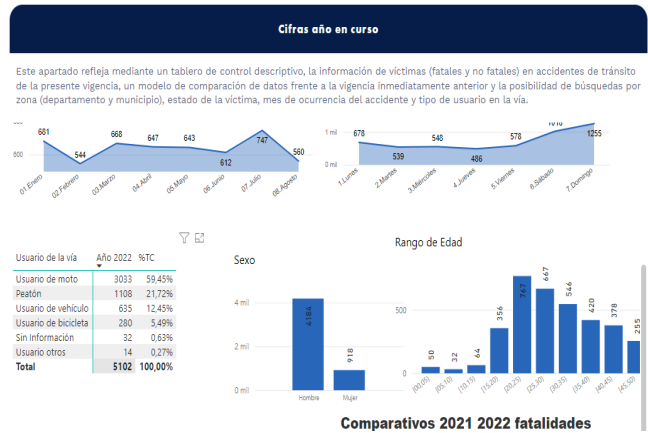 Cifras año en curso
Este apartado refleja mediante un tablero de control descriptivo, la información de víctimas (fatales y no fatales) en accidentes de tránsito
de la presente vigencia, un modelo de comparación de datos frente a la vigencia inmediatamente anterior y la posibilidad de búsquedas por
zona (departamento y municipio), estado de la víctima, mes de ocurrencia del accidente y tipo de usuario en la vía.
681 544 668 647 643 612 747 560
600
01.Enero 02.Febrero 03.Marzo 04.Abril 05.Mayo 06.Junio 07.Julio 08.Agosto
1 mil
0 mil
678 539 548 486 578 1255
1.Lunes 2.Martes 3.Miércoles 4.Jueves 5.Viernes 6.Sábado 7.Domingo
Usuario de la vía Año 2022 %TC
Usuario de moto 3033 59,45%
Peatón 1108 21,72%
Usuario de vehículo 635 12,45%
Usuario de bicicleta 280 5,49%
Sin Información 32 0,63%
Usuario otros 14 0,27%
Total 5102 100,00%
Sexo
4 mil
2 mil
0 mil
4184 918
Hombre Mujer
Rango de Edad
500
0
50 32 64 356 767 667 546 420 378 255
[00,05) [05,10) [10,15) [15,20) [20,25) [25,30) [30,35) [35,40) [40,45) [45,50)
Comparativos 2021 2022 fatalidades